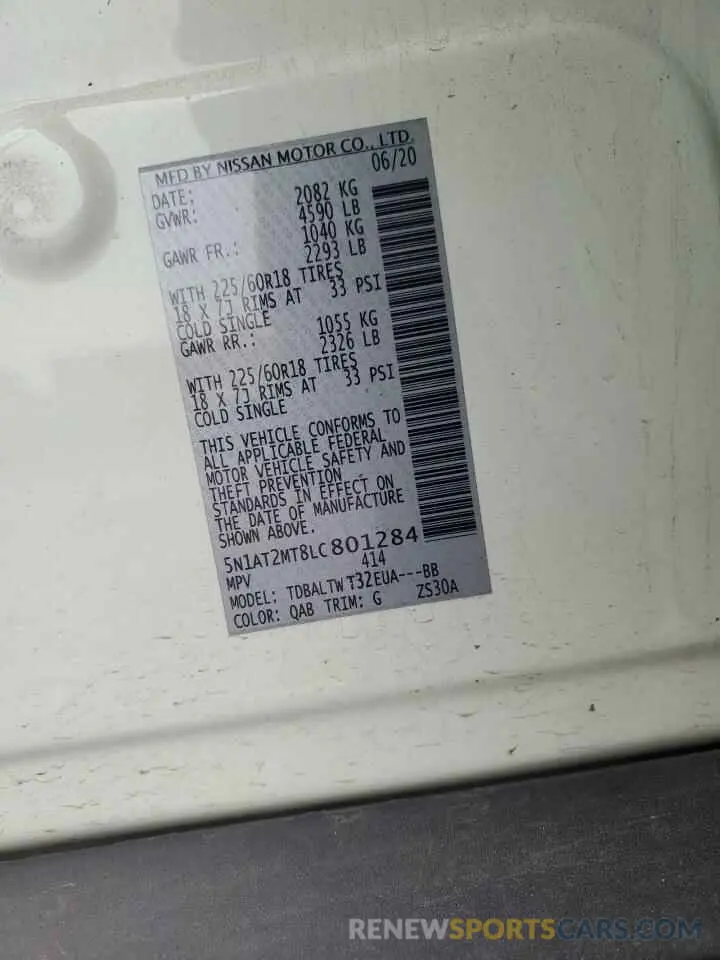 MFD BY NISSAN MOTOR CO., LTD.
DATE: 06/20
GVWR: 2082 KG
4590 LB
GAWR FR.: 1040 KG
2293 LB
WITH 225/60R18 TIRES
18 X 7J RIMS AT 33 PSI
COLD SINGLE
GAWR RR.: 1055 KG
2326 LB
WITH 225/60R18 TIRES
18 X 7J RIMS AT 33 PSI
COLD SINGLE
THIS VEHICLE CONFORMS TO
ALL APPLICABLE FEDERAL
MOTOR VEHICLE SAFETY AND
THEFT PREVENTION
STANDARDS IN EFFECT ON
THE DATE OF MANUFACTURE
SHOWN ABOVE.
5N1AT2MT8LC801284
MPV 414
MODEL: TDBALTWT32EUA---BB
COLOR: QAB TRIM: G ZS30A
RENEWSPORTSCARS.COM